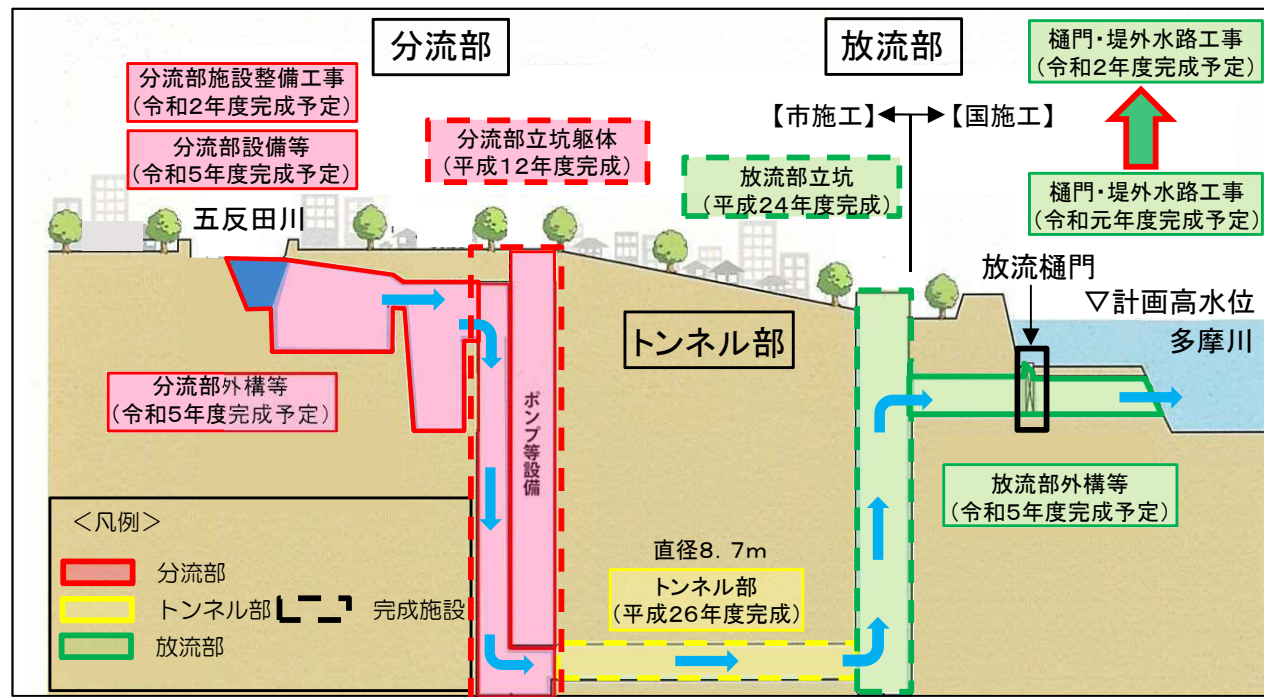 分流部
放流部
分流部施設整備工事
(令和2年度完成予定)
分流部設備等
(令和5年度完成予定)
五反田川
分流部立坑躯体
(平成12年度完成)
【市施工】
【国施工】
放流部立坑
(平成24年度完成)
樋門・堤外水路工事
(令和2年度完成予定)
樋門・堤外水路工事
(令和元年度完成予定)
放流樋門
▽計画高水位
多摩川
トンネル部
分流部外構等
(令和5年度完成予定)
ポンプ等設備
放流部外構等
(令和5年度完成予定)
直径8.7m
トンネル部
(平成26年度完成)
<凡例>
分流部
トンネル部
完成施設
放流部